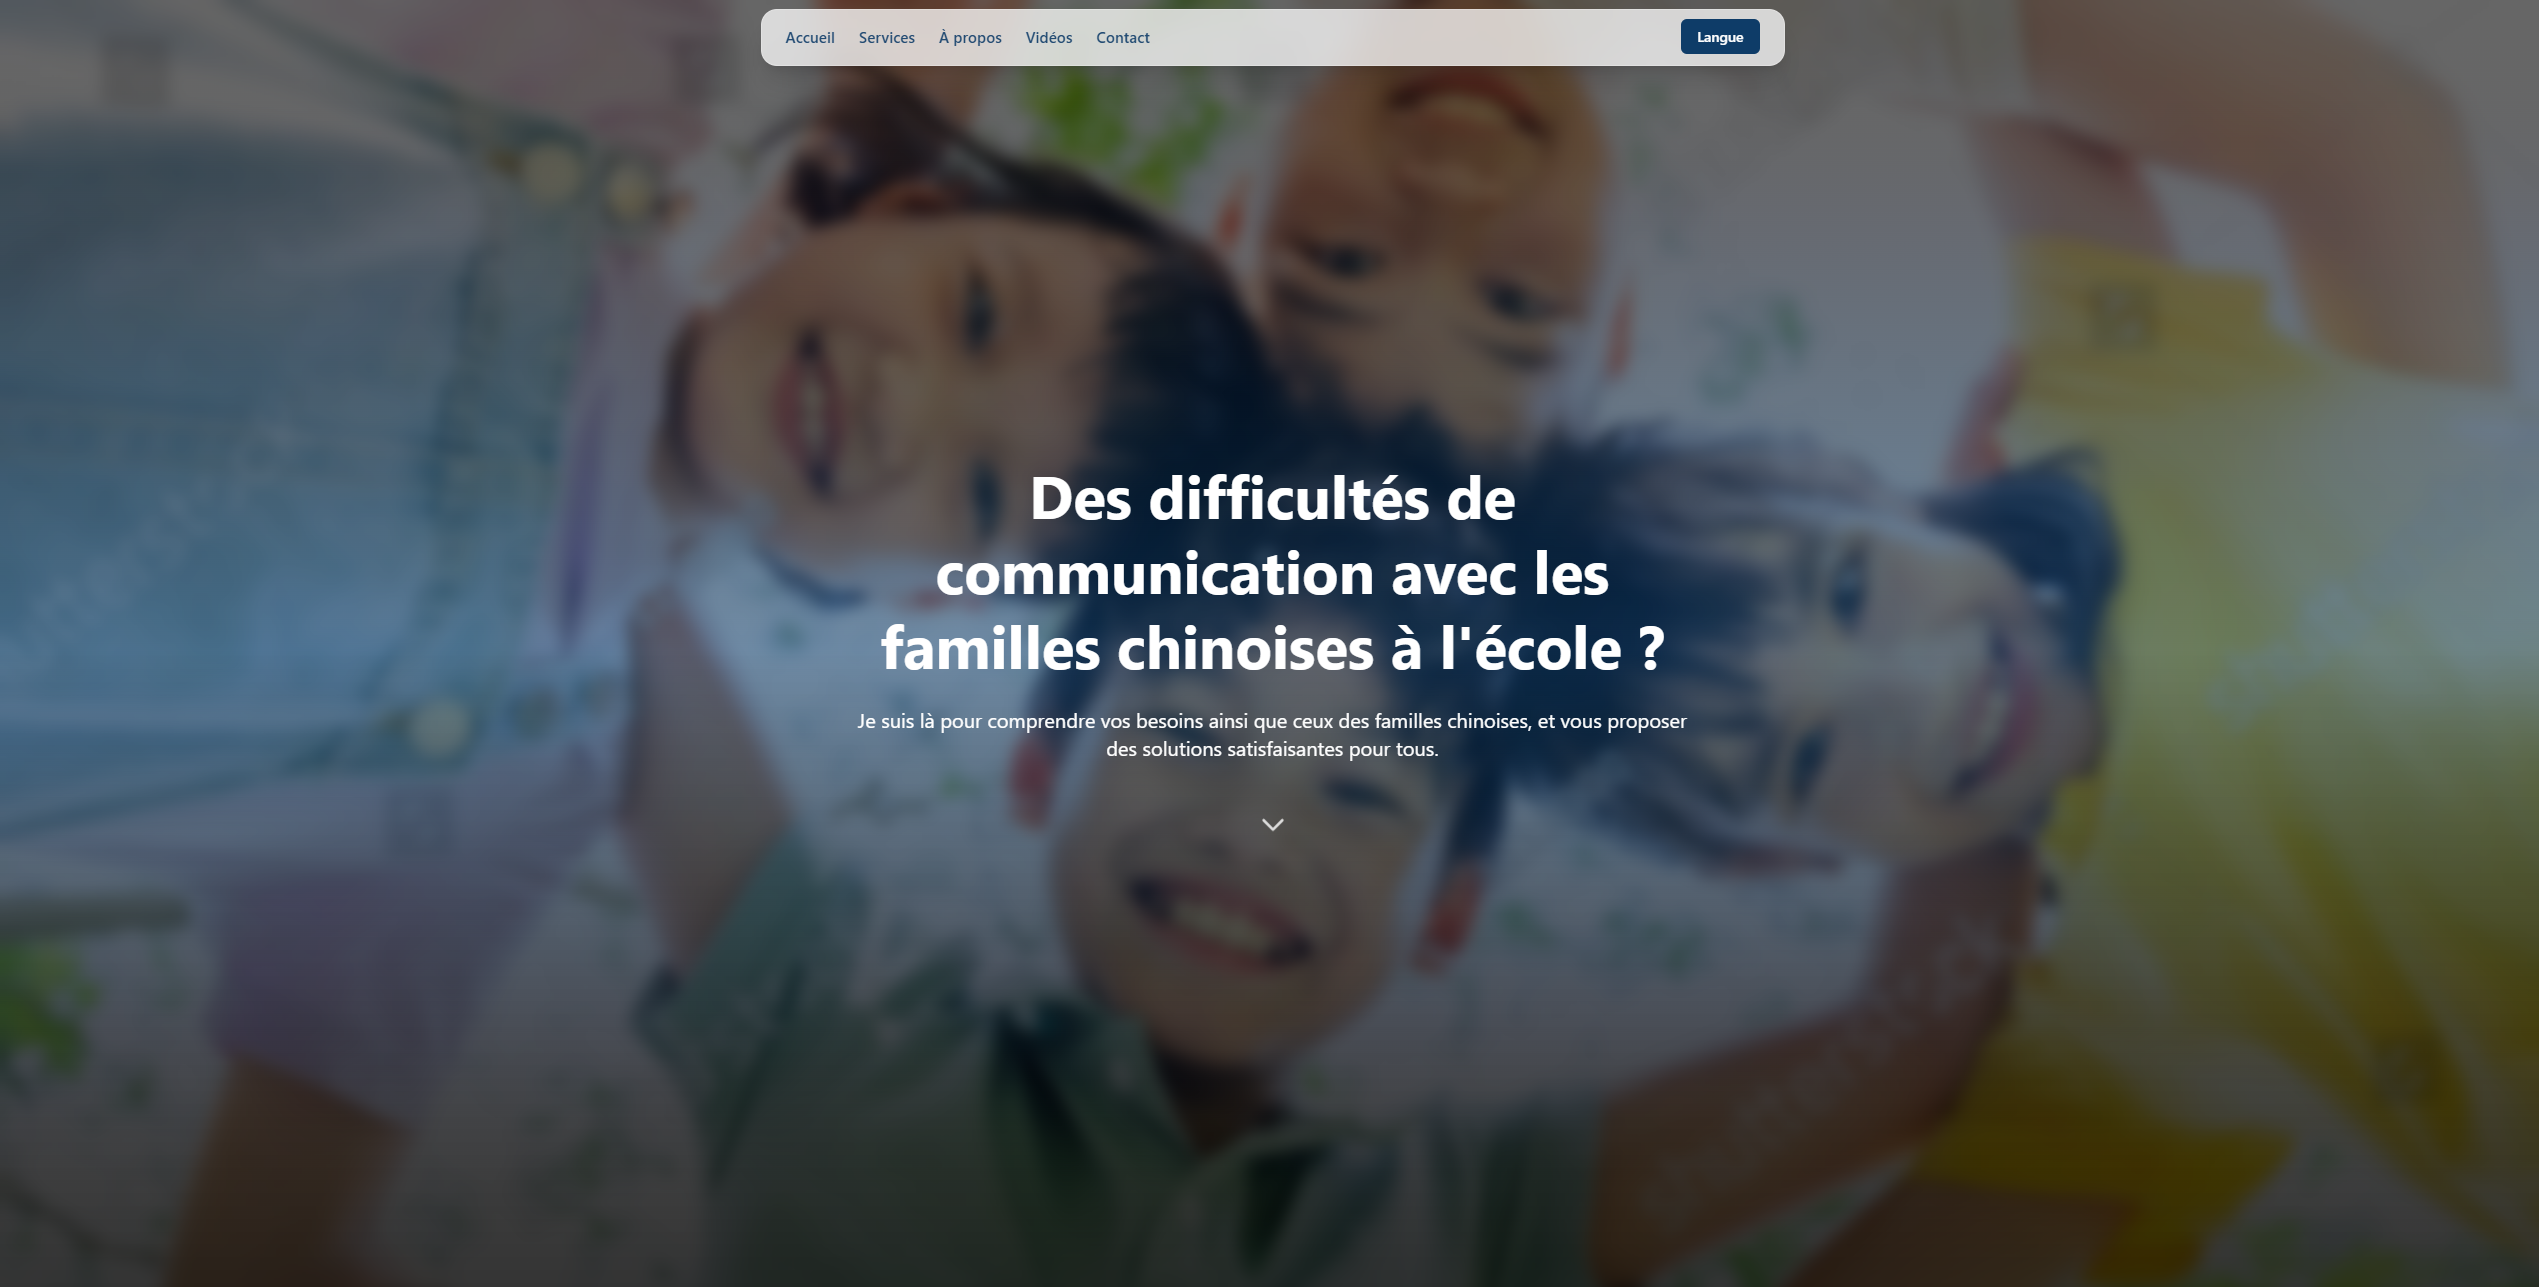 Accueil Services À propos Vidéos Contact Langue
Des difficultés de
communication avec les
familles chinoises à l'école ?
Je suis là pour comprendre vos besoins ainsi que ceux des familles chinoises, et vous proposer
des solutions satisfaisantes pour tous.